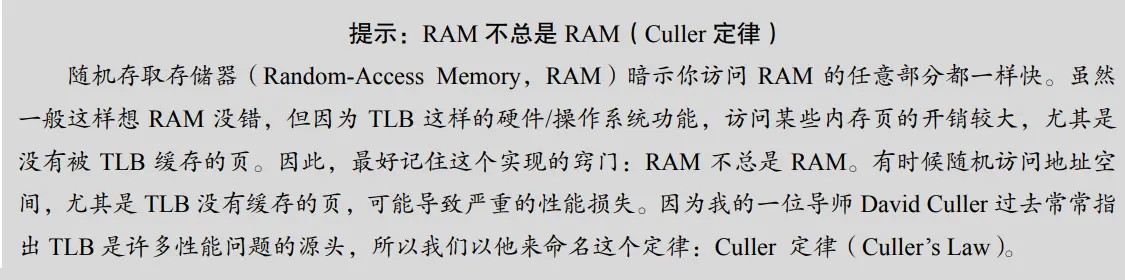 提示：RAM 不总是 RAM（Culler 定律）
随机存取存储器（Random-Access Memory，RAM）暗示你访问 RAM 的任意部分都一样快。虽然
一般这样想 RAM 没错，但因为 TLB 这样的硬件/操作系统功能，访问某些内存页的开销较大，尤其是
没有被 TLB 缓存的页。因此，最好记住这个实现的窍门：RAM 不总是 RAM。有时候随机访问地址空
间，尤其是 TLB 没有缓存的页，可能导致严重的性能损失。因为我的一位导师 David Culler 过去常常指
出 TLB 是许多性能问题的源头，所以我们以他来命名这个定律：Culler 定律（Culler’s Law）。